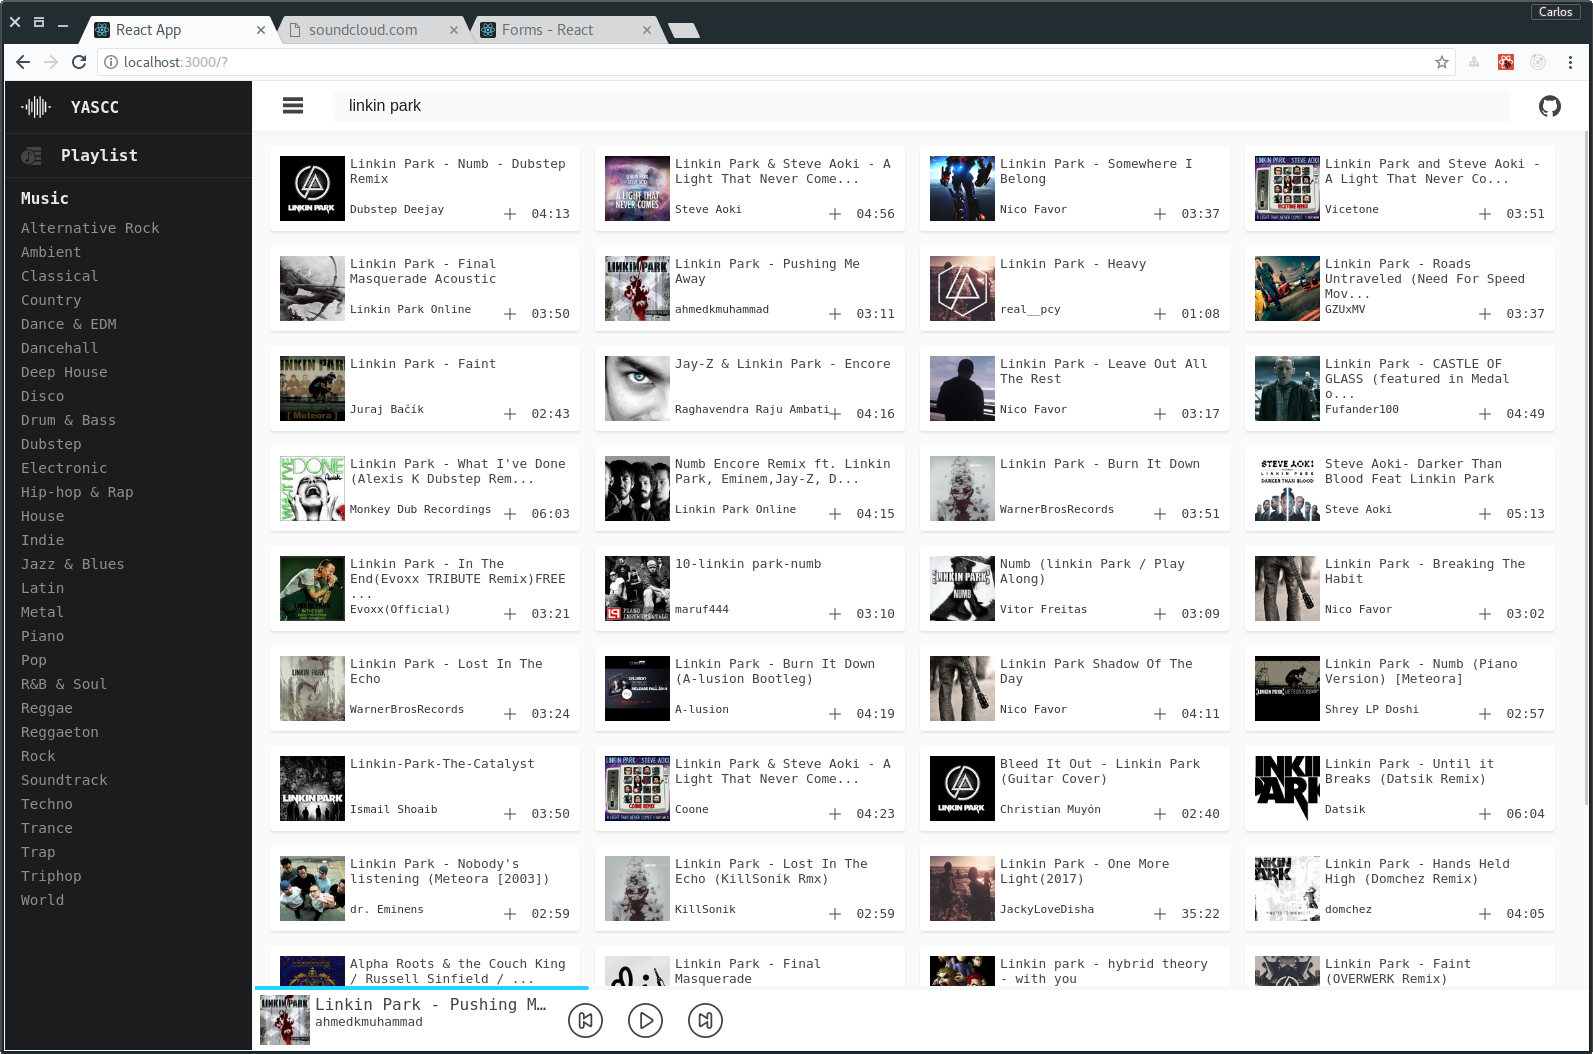 Carlos
React App
soundcloud.com
Forms - React
localhost:3000/?
YASCC
linkin park
Playlist
Music
Alternative Rock
Ambient
Classical
Country
Dance & EDM
Dancehall
Deep House
Disco
Drum & Bass
Dubstep
Electronic
Hip-hop & Rap
House
Indie
Jazz & Blues
Latin
Metal
Piano
Pop
R&B & Soul
Reggae
Reggaeton
Rock
Soundtrack
Techno
Trance
Trap
Triphop
World
Linkin Park - Numb - Dubstep
Remix
Dubstep Deejay
04:13
Linkin Park & Steve Aoki - A
Light That Never Come...
Steve Aoki
04:56
Linkin Park - Somewhere I
Belong
Nico Favor
03:37
Linkin Park and Steve Aoki -
A Light That Never Co...
Vicetone
03:51
Linkin Park - Final
Masquerade Acoustic
Linkin Park Online
03:50
Linkin Park - Pushing Me
Away
ahmedkmuhammad
03:11
Linkin Park - Heavy
real__pcy
01:08
Linkin Park - Roads
Untraveled (Need For Speed
Mov...
GZUxMV
03:37
Linkin Park - Faint
Juraj Bačík
02:43
Jay-Z & Linkin Park - Encore
Raghavendra Raju Ambati
04:16
Linkin Park - Leave Out All
The Rest
Nico Favor
03:17
Linkin Park - CASTLE OF
GLASS (featured in Medal
o...
Fufander100
04:49
Linkin Park - What I've Done
(Alexis K Dubstep Rem...
Monkey Dub Recordings
06:03
Numb Encore Remix ft. Linkin
Park, Eminem,Jay-Z, D...
Linkin Park Online
04:15
Linkin Park - Burn It Down
WarnerBrosRecords
03:51
Steve Aoki- Darker Than
Blood Feat Linkin Park
Steve Aoki
05:13
Linkin Park - In The
End(Evoxx TRIBUTE Remix)FREE
...
Evoxx(Official)
03:21
10-linkin park-numb
maruf444
03:10
Numb (linkin Park / Play
Along)
Vitor Freitas
03:09
Linkin Park - Breaking The
Habit
Nico Favor
03:02
Linkin Park - Lost In The
Echo
WarnerBrosRecords
03:24
Linkin Park - Burn It Down
(A-lusion Bootleg)
A-lusion
04:19
Linkin Park Shadow Of The
Day
Nico Favor
04:11
Linkin Park - Numb (Piano
Version) [Meteora]
Shrey LP Doshi
02:57
Linkin-Park-The-Catalyst
Ismail Shoaib
03:50
Linkin Park & Steve Aoki - A
Light That Never Come...
Coone
04:23
Bleed It Out - Linkin Park
(Guitar Cover)
Christian Muyón
02:40
Linkin Park - Until it
Breaks (Datsik Remix)
Datsik
06:04
Linkin Park - Nobody's
listening (Meteora [2003])
dr. Eminens
02:59
Linkin Park - Lost In The
Echo (KillSonik Rmx)
KillSonik
02:59
Linkin Park - One More
Light(2017)
JackyLoveDisha
35:22
Linkin Park - Hands Held
High (Domchez Remix)
domchez
04:05
Alpha Roots & the Couch King
/ Russell Sinfield / ...
Linkin Park - Final
Masquerade
Linkin park - hybrid theory
- with you
Linkin Park - Faint
(OVERWERK Remix)
Linkin Park - Pushing M…
ahmedkmuhammad